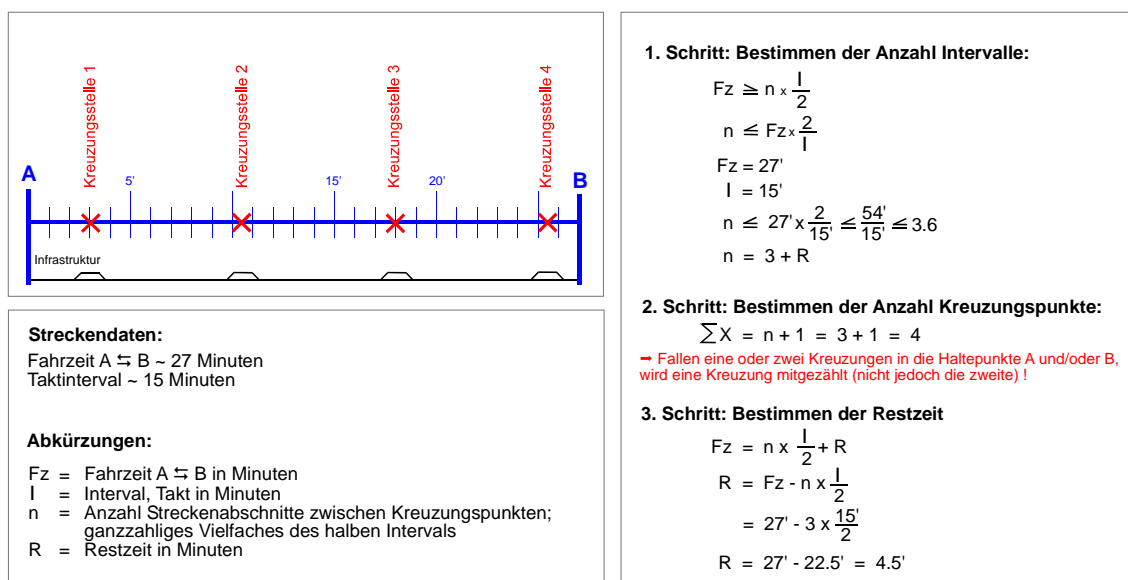 Kreuzungsstelle 1
Kreuzungsstelle 2
Kreuzungsstelle 3
Kreuzungsstelle 4
A
5'
15'
20'
B
Infrastruktur
Streckendaten:
Fahrzeit A ⇆ B ~ 27 Minuten
Taktinterval ~ 15 Minuten
Abkürzungen:
Fz = Fahrzeit A ⇆ B in Minuten
I = Interval, Takt in Minuten
n = Anzahl Streckenabschnitte zwischen Kreuzungspunkten;
ganzzahliges Vielfaches des halben Intervals
R = Restzeit in Minuten
1. Schritt: Bestimmen der Anzahl Intervalle:
Fz ≥ n x I/2
n ≤ Fz x 2/I
Fz = 27'
I = 15'
n ≤ 27' x 2/15' ≤ 54'/15' ≤ 3.6
n = 3 + R
2. Schritt: Bestimmen der Anzahl Kreuzungspunkte:
∑X = n + 1 = 3 + 1 = 4
➞ Fallen eine oder zwei Kreuzungen in die Haltepunkte A und/oder B,
wird eine Kreuzung mitgezählt (nicht jedoch die zweite) !
3. Schritt: Bestimmen der Restzeit
Fz = n x I/2 + R
R = Fz - n x I/2
= 27' - 3 x 15'/2
R = 27' - 22.5' = 4.5'